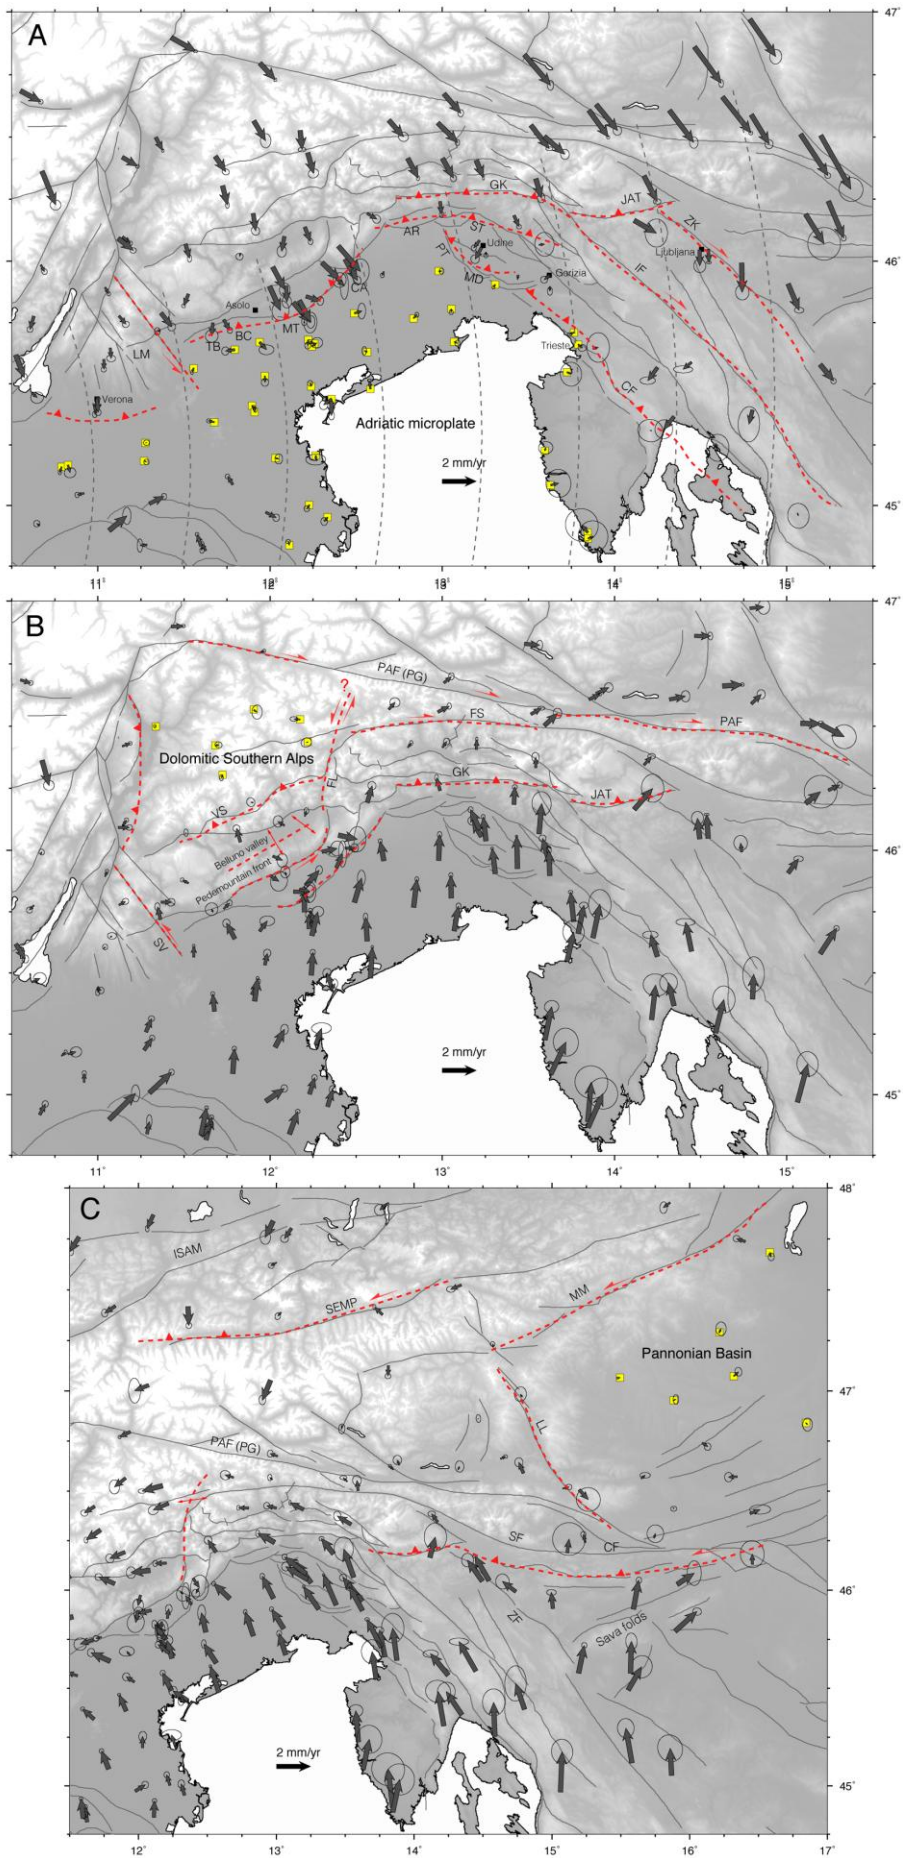 A
47°
GK
JAT
ZK
AR
ST
Udine
Ljubljana
46°
PT
IF
MD
Gorizia
Asolo
MT
BC
TB
Trieste
LM
CF
Verona
Adriatic microplate
2 mm/yr
45°
11°
12°
13°
14°
15°
B
47°
PAF (PG)
?
FS
PAF
Dolomitic Southern Alps
FL
GK
VS
JAT
Belluno valley
46°
Pedemountain front
SV
2 mm/yr
45°
11°
12°
13°
14°
15°
C
48°
ISAM
SEMP
MM
Pannonian Basin
47°
LL
PAF (PG)
SF
CF
46°
ZF
Sava folds
2 mm/yr
45°
12°
13°
14°
15°
16°
17°